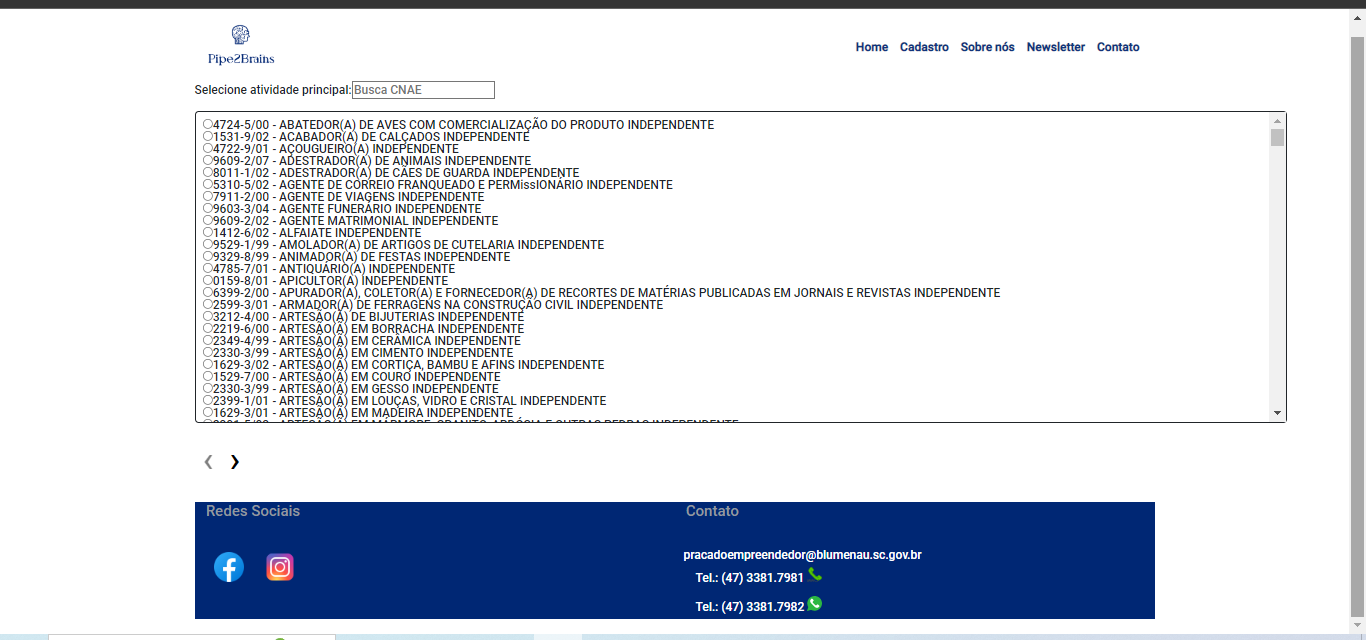 Pipe2Brains
Home Cadastro Sobre nós Newsletter Contato
Selecione atividade principal: Busca CNAE
4724-5/00 - ABATEDOR(A) DE AVES COM COMERCIALIZAÇÃO DO PRODUTO INDEPENDENTE
1531-9/02 - ACABADOR(A) DE CALÇADOS INDEPENDENTE
4722-9/01 - AÇOUGUEIRO(A) INDEPENDENTE
9609-2/07 - ADESTRADOR(A) DE ANIMAIS INDEPENDENTE
8011-1/02 - ADESTRADOR(A) DE CÃES DE GUARDA INDEPENDENTE
5310-5/02 - AGENTE DE CORREIO FRANQUEADO E PERMissIONÁRIO INDEPENDENTE
7911-2/00 - AGENTE DE VIAGENS INDEPENDENTE
9603-3/04 - AGENTE FUNERÁRIO INDEPENDENTE
9609-2/02 - AGENTE MATRIMONIAL INDEPENDENTE
1412-6/02 - ALFAIATE INDEPENDENTE
9529-1/99 - AMOLADOR(A) DE ARTIGOS DE CUTELARIA INDEPENDENTE
9329-8/99 - ANIMADOR(A) DE FESTAS INDEPENDENTE
4785-7/01 - ANTIQUÁRIO(A) INDEPENDENTE
0159-8/01 - APICULTOR(A) INDEPENDENTE
6399-2/00 - APURADOR(A), COLETOR(A) E FORNECEDOR(A) DE RECORTES DE MATÉRIAS PUBLICADAS EM JORNAIS E REVISTAS INDEPENDENTE
2599-3/01 - ARMADOR(A) DE FERRAGENS NA CONSTRUÇÃO CIVIL INDEPENDENTE
3212-4/00 - ARTESÃO(Ã) DE BIJUTERIAS INDEPENDENTE
2219-6/00 - ARTESÃO(Ã) EM BORRACHA INDEPENDENTE
2349-4/99 - ARTESÃO(Ã) EM CERÂMICA INDEPENDENTE
2330-3/99 - ARTESÃO(Ã) EM CIMENTO INDEPENDENTE
1629-3/02 - ARTESÃO(Ã) EM CORTIÇA, BAMBU E AFINS INDEPENDENTE
1529-7/00 - ARTESÃO(Ã) EM COURO INDEPENDENTE
2330-3/99 - ARTESÃO(Ã) EM GESSO INDEPENDENTE
2399-1/01 - ARTESÃO(Ã) EM LOUÇAS, VIDRO E CRISTAL INDEPENDENTE
1629-3/01 - ARTESÃO(Ã) EM MADEIRA INDEPENDENTE
ARTESÃO(Ã) EM MÁRMORE, GRANITO, ARDÓSIA E OUTRAS PEDRAS INDEPENDENTE
❮ ❯
Redes Sociais
Contato
pracadoempreendedor@blumenau.sc.gov.br
Tel.: (47) 3381.7981
Tel.: (47) 3381.7982